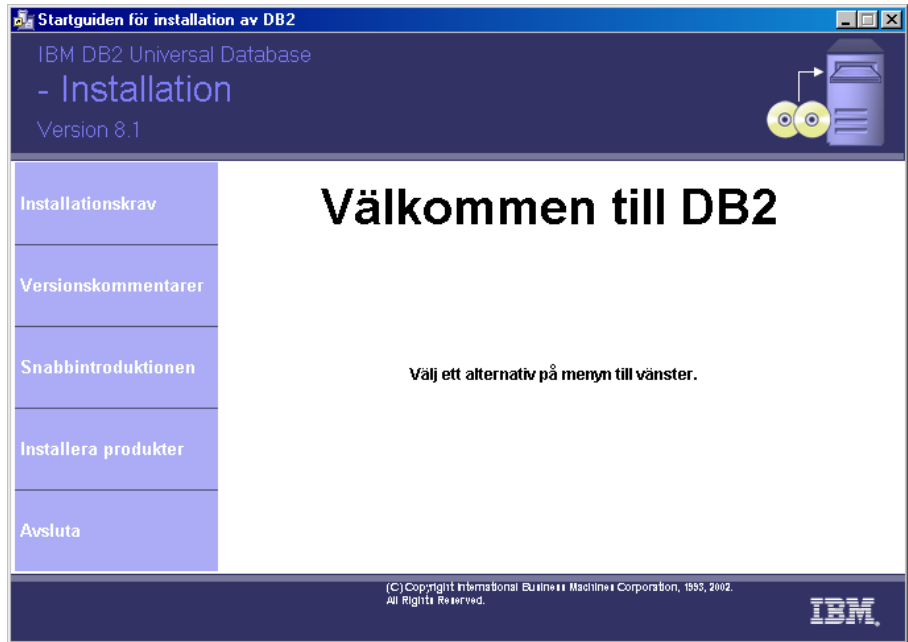 Startguiden för installation av DB2
IBM DB2 Universal Database
- Installation
Version 8.1
Installationskrav
Versionskommentarer
Snabbintroduktionen
Installera produkter
Avsluta
Välkommen till DB2
Välj ett alternativ på menyn till vänster.
(C) Copyright International Business Machines Corporation, 1993, 2002.
All Rights Reserved.
IBM.